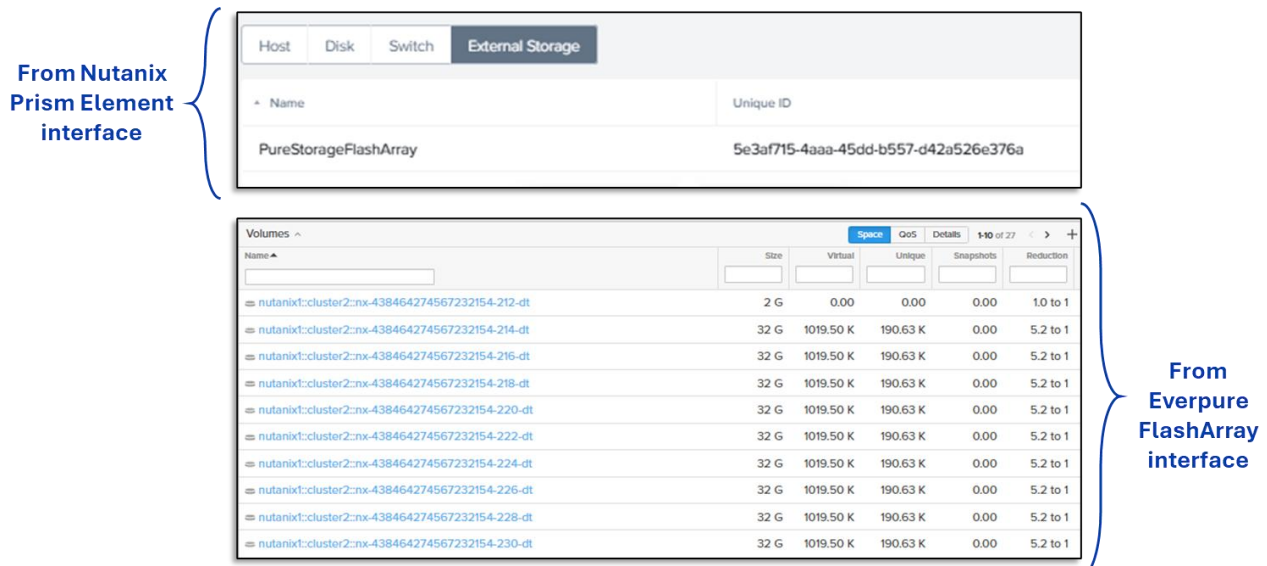 From Nutanix
Prism Element
interface
Host Disk Switch External Storage
Name Unique ID
PureStorageFlashArray 5e3af715-4aaa-45dd-b557-d42a526e376a
Volumes Space QoS Details 1-10 of 27
Name Size Virtual Unique Snapshots Reduction
nutanix1::cluster2::nx-438464274567232154-212-dt 2 G 0.00 0.00 0.00 1.0 to 1
nutanix1::cluster2::nx-438464274567232154-214-dt 32 G 1019.50 K 190.63 K 0.00 5.2 to 1
nutanix1::cluster2::nx-438464274567232154-216-dt 32 G 1019.50 K 190.63 K 0.00 5.2 to 1
nutanix1::cluster2::nx-438464274567232154-218-dt 32 G 1019.50 K 190.63 K 0.00 5.2 to 1
nutanix1::cluster2::nx-438464274567232154-220-dt 32 G 1019.50 K 190.63 K 0.00 5.2 to 1
nutanix1::cluster2::nx-438464274567232154-222-dt 32 G 1019.50 K 190.63 K 0.00 5.2 to 1
nutanix1::cluster2::nx-438464274567232154-224-dt 32 G 1019.50 K 190.63 K 0.00 5.2 to 1
nutanix1::cluster2::nx-438464274567232154-226-dt 32 G 1019.50 K 190.63 K 0.00 5.2 to 1
nutanix1::cluster2::nx-438464274567232154-228-dt 32 G 1019.50 K 190.63 K 0.00 5.2 to 1
nutanix1::cluster2::nx-438464274567232154-230-dt 32 G 1019.50 K 190.63 K 0.00 5.2 to 1
From
Everpure
FlashArray
interface